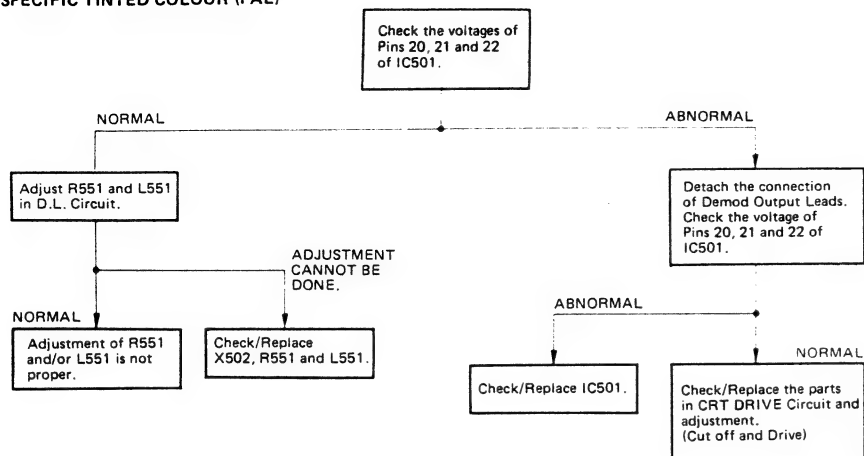 SPECIFIC TINTED COLOUR (PAL)
Check the voltages of
Pins 20, 21 and 22
of IC501.
NORMAL
ABNORMAL
Adjust R551 and L551
in D.L. Circuit.
Detach the connection
of Demod Output Leads.
Check the voltage of
Pins 20, 21 and 22 of
IC501.
ADJUSTMENT
CANNOT BE
DONE.
NORMAL
Adjustment of R551
and/or L551 is not
proper.
Check/Replace
X502, R551 and L551.
ABNORMAL
NORMAL
Check/Replace IC501.
Check/Replace the parts
in CRT DRIVE Circuit and
adjustment.
(Cut off and Drive)